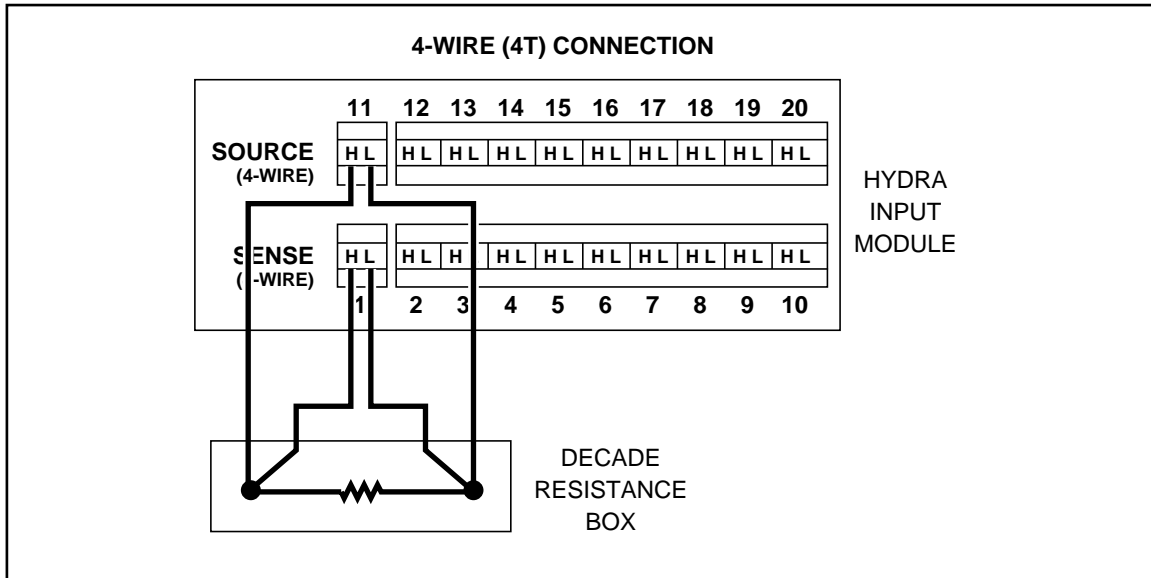 4-WIRE (4T) CONNECTION
11 12 13 14 15 16 17 18 19 20
SOURCE H L H L H L H L H L H L H L H L H L H L
(4-WIRE)
HYDRA
INPUT
MODULE
SENSE H L H L H H L H L H L H L H L H L H L
-WIRE)
1 2 3 4 5 6 7 8 9 10
DECADE
RESISTANCE
BOX